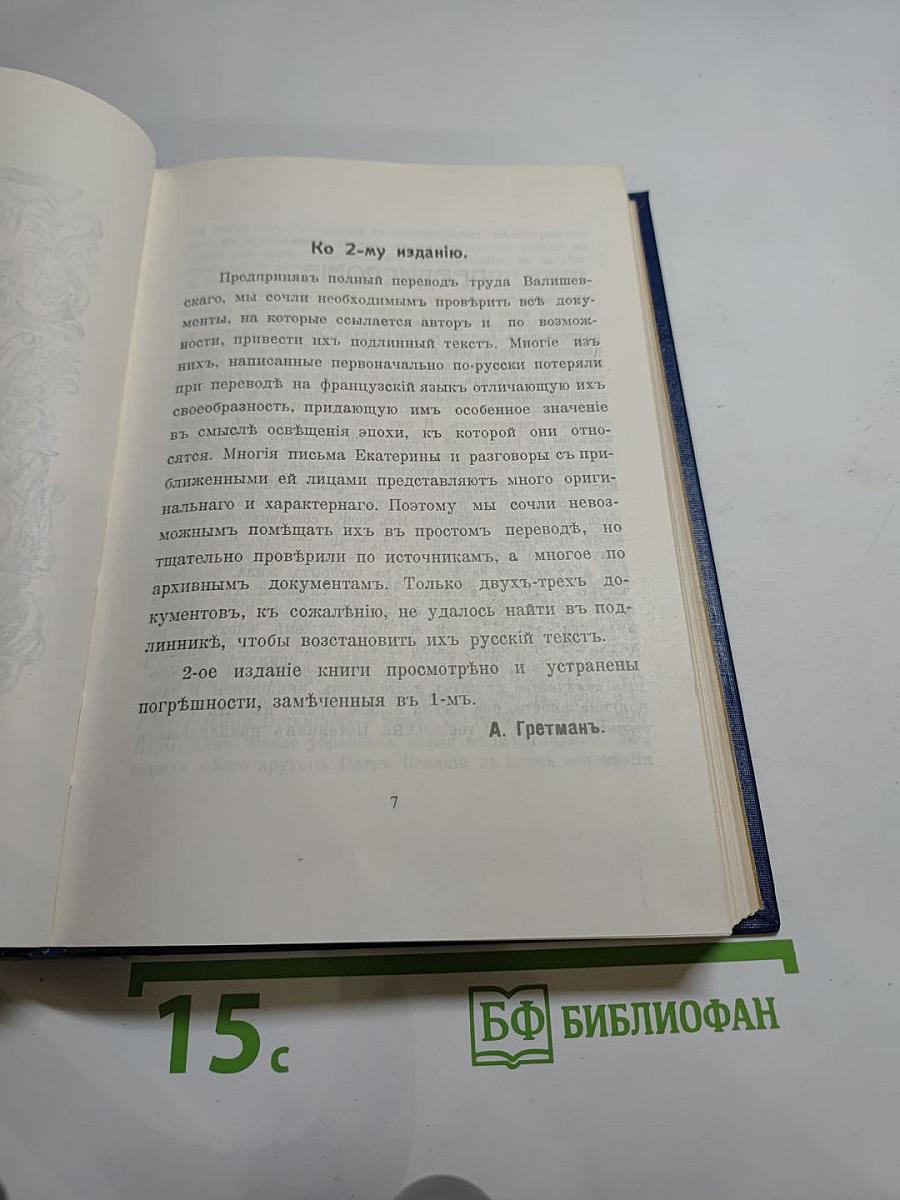 Ко 2-му изданію.
Предпринявъ полный переводъ труда Валишев-
скаго, мы сочли необходимымъ провѣрить всѣ доку-
менты, на которые ссылается авторъ и по возмож-
ности, привести ихъ подлинный текстъ. Многіе изъ
нихъ, написанные первоначально по-русски потеряли
при переводѣ на французскій языкъ отличающую ихъ
своеобразность, придающую имъ особенное значеніе
въ смыслѣ освѣщенія эпохи, къ которой они отно-
сятся. Многія письма Екатерины и разговоры съ при-
ближенными ей лицами представляютъ много ориги-
нальнаго и характернаго. Поэтому мы сочли невоз-
можнымъ помѣщать ихъ въ простомъ переводѣ, но
тщательно провѣрили по источникамъ, а многое по
архивнымъ документамъ. Только двухъ-трехъ до-
кументовъ, къ сожалѣнію, не удалось найти въ под-
линникѣ, чтобы возстановить ихъ русскій текстъ.
2-ое изданіе книги просмотрѣно и устранены
погрѣшности, замѣченныя въ 1-мъ.
А. Гретманъ.
7
15 с
БФ БИБЛИОФАН